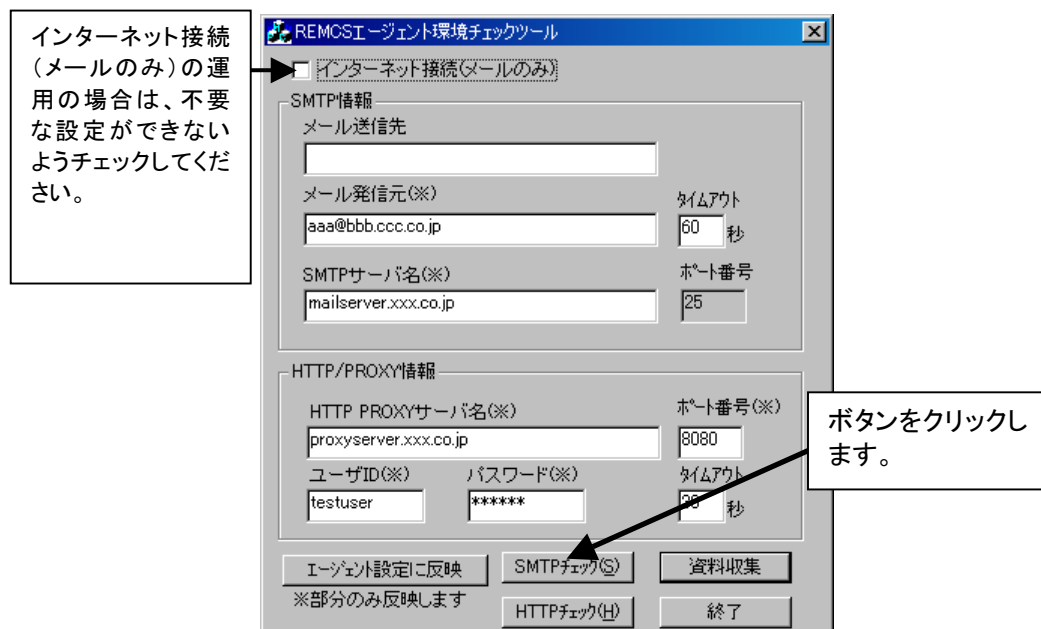 インターネット接続
(メールのみ)の運
用の場合は、不要
な設定ができない
ようチェックしてくだ
さい。
REMCSエージェント環境チェックツール
インターネット接続(メールのみ)
SMTP情報
メール送信先
メール発信元(※)
タイムアウト
aaa@bbb.ccc.co.jp
60
秒
SMTPサーバ名(※)
ポート番号
mailserver.xxx.co.jp
25
HTTP/PROXY情報
HTTP PROXYサーバ名(※)
ポート番号(※)
proxyserver.xxx.co.jp
8080
ボタンをクリックし
ます。
ユーザID(※)
パスワード(※)
タイムアウト
testuser
******
秒
エージェント設定に反映
SMTPチェック(S)
資料収集
※部分のみ反映します
HTTPチェック(H)
終了